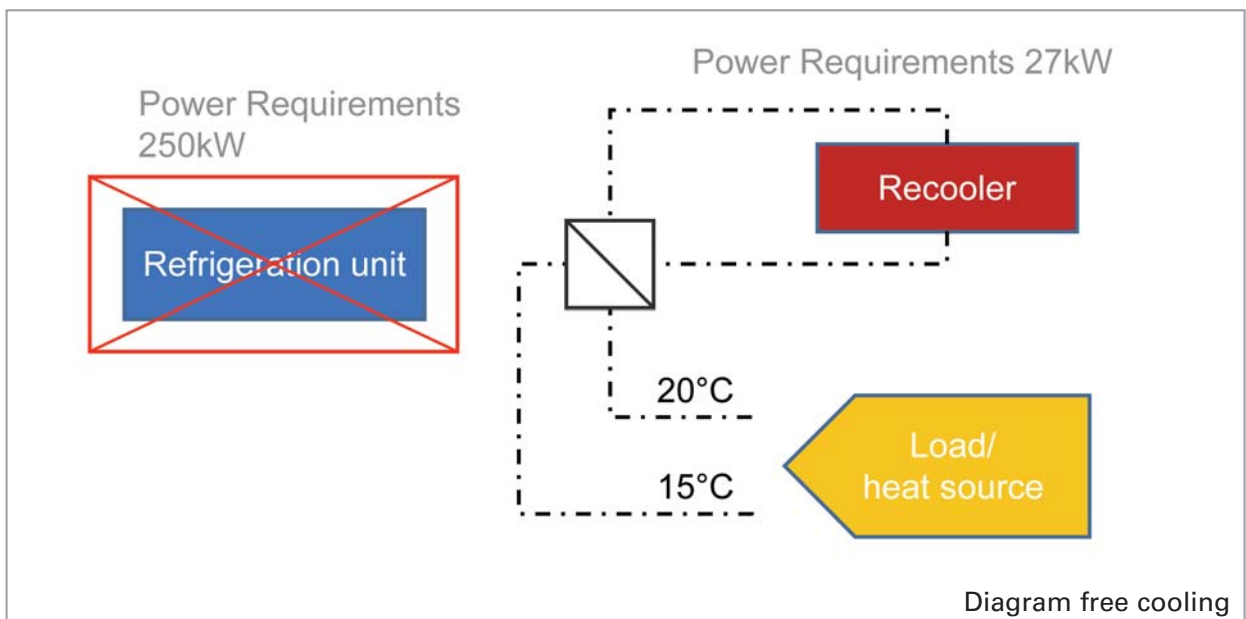 Power Requirements 27kW
Power Requirements
250kW
Recooler
Refrigeration unit
20°C
15°C
Load/
heat source
Diagram free cooling